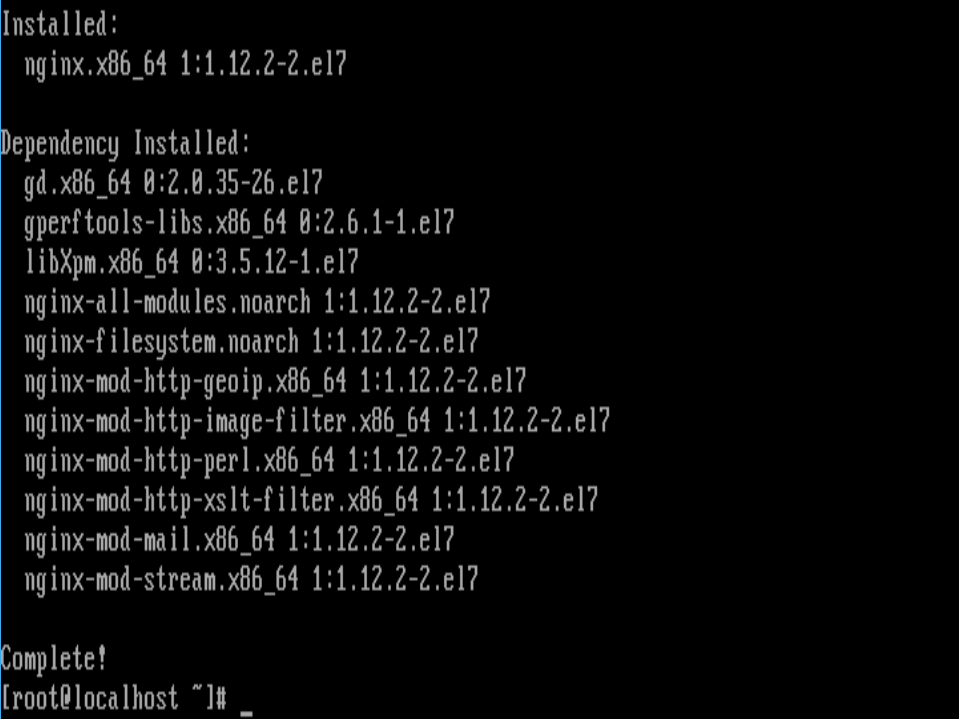 Installed:
nginx.x86_64 1:1.12.2-2.el7
Dependency Installed:
gd.x86_64 0:2.0.35-26.el7
gperftools-libs.x86_64 0:2.6.1-1.el7
libXpm.x86_64 0:3.5.12-1.el7
nginx-all-modules.noarch 1:1.12.2-2.el7
nginx-filesystem.noarch 1:1.12.2-2.el7
nginx-mod-http-geoip.x86_64 1:1.12.2-2.el7
nginx-mod-http-image-filter.x86_64 1:1.12.2-2.el7
nginx-mod-http-perl.x86_64 1:1.12.2-2.el7
nginx-mod-http-xslt-filter.x86_64 1:1.12.2-2.el7
nginx-mod-mail.x86_64 1:1.12.2-2.el7
nginx-mod-stream.x86_64 1:1.12.2-2.el7
Complete!
[root@localhost ~]# _